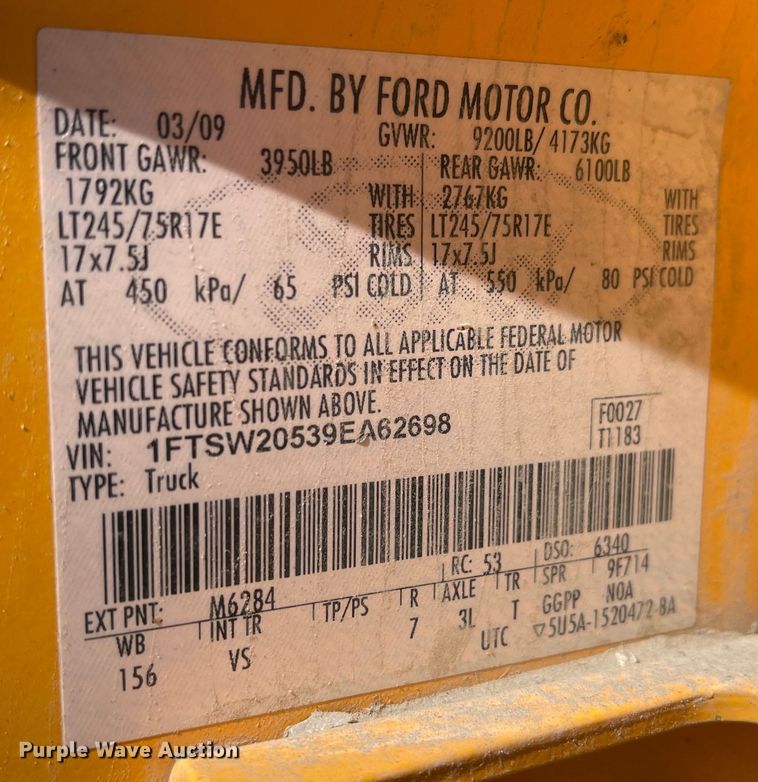 MFD. BY FORD MOTOR CO.
DATE: 03/09 GVWR: 9200LB/ 4173KG
FRONT GAWR: 3950LB REAR GAWR: 6100LB
1792KG WITH 2767KG WITH
LT245/75R17E TIRES LT245/75R17E TIRES
17x7.5J RIMS 17x7.5J RIMS
AT 450 kPa/ 65 PSI COLD AT 550 kPa/ 80 PSI COLD
THIS VEHICLE CONFORMS TO ALL APPLICABLE FEDERAL MOTOR
VEHICLE SAFETY STANDARDS IN EFFECT ON THE DATE OF
MANUFACTURE SHOWN ABOVE.
VIN: 1FTSW20539EA62698 F0027
TYPE: Truck T1183
EXT PNT: M6284 RC: 53 DSO: 6340
WB INT TR TP/PS R AXLE TR SPR 9F714
156 VS 7 3L T GGPP NOA
UTC ▽5U5A-1520472-BA
Purple Wave Auction